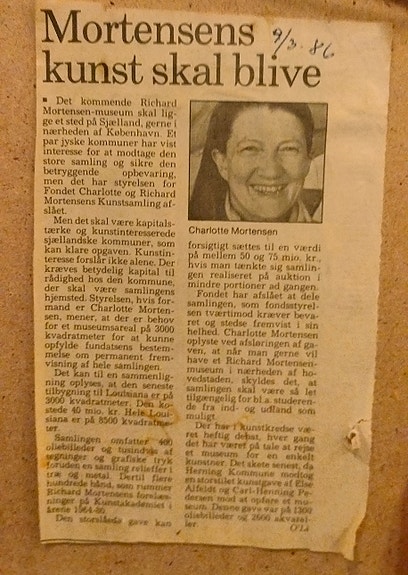 Mortensens
9/3. 86
kunst skal blive
▪ Det kommende Richard
Mortensen-museum skal lig-
ge et sted på Sjælland, gerne i
nærheden af København. Et
par jyske kommuner har vist
interesse for at modtage den
store samling og sikre den
betryggende opbevaring,
men det har styrelsen for
Fondet Charlotte og Richard
Mortensens Kunstsamling af-
slået.
Men det skal være kapitals-
tærke og kunstinteresserede
sjællandske kommuner, som
kan klare opgaven. Kunstin-
teresse forslår ikke alene. Der
kræves betydelig kapital til
rådighed hos den kommune,
der skal være samlingens
hjemsted. Styrelsen, hvis for-
mand er Charlotte Morten-
sen, mener, at der er behov
for et museumsareal på 3000
kvadratmeter for at kunne
opfylde fundatsens bestem-
melse om permanent frem-
visning af hele samlingen.
Det kan til en sammenlig-
ning oplyses, at den seneste
tilbygning til Louisiana er på
3000 kvadratmeter. Den ko-
stede 40 mio. kr. Hele Loui-
siana er på 8500 kvadratme-
ter.
Samlingen omfatter 400
oliebilleder og tusindvis af
tegninger og grafiske tryk
foruden en samling relieffer i
træ og metal. Dertil flere
hundrede bånd, som rummer
Richard Mortensens forelæs-
ninger på Kunstakademiet i
årene 1964-80
Den storslåede gave kan
Charlotte Mortensen
forsigtigt sættes til en værdi
på mellem 50 og 75 mio. kr.,
hvis man tænkte sig samlin-
gen realiseret på auktion i
mindre portioner ad gangen.
Fondet har afslået at dele
samlingen, som fondsstyrel-
sen tværtimod kræver bevaret
og stedse fremvist i sin
helhed. Charlotte Mortensen
oplyste ved afsløringen af ga-
ven, at når man gerne vil
have et Richard Mortensen-
museum i nærheden af ho-
vedstaden, skyldes det, at
samlingen skal være så let
tilgængelig for bl.a. studeren-
de fra ind- og udland som
muligt.
Der har i kunstkredse væ-
ret heftig debat, hver gang
det har været på tale at rejse
et museum for en enkelt
kunstner. Det skete senest, da
Herning Kommune modtog
en storstilet kunstgave af Else
Alfeldt og Carl-Henning Pe-
dersen mod at opføre et mu-
seum. Denne gave var på 1300
oliebilleder og 2600 akvarel-
ler